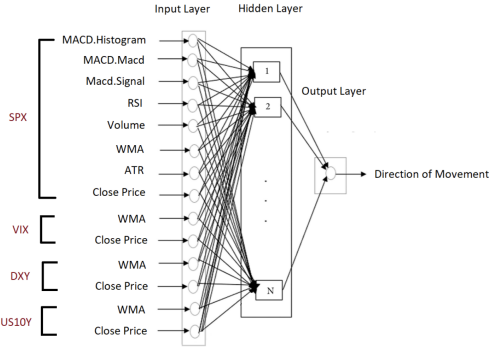 Input Layer
Hidden Layer
MACD.Histogram
MACD.Macd
Macd.Signal
RSI
Volume
WMA
ATR
Close Price
SPX
WMA
Close Price
VIX
WMA
Close Price
DXY
WMA
Close Price
US10Y
1
2
N
Output Layer
Direction of Movement